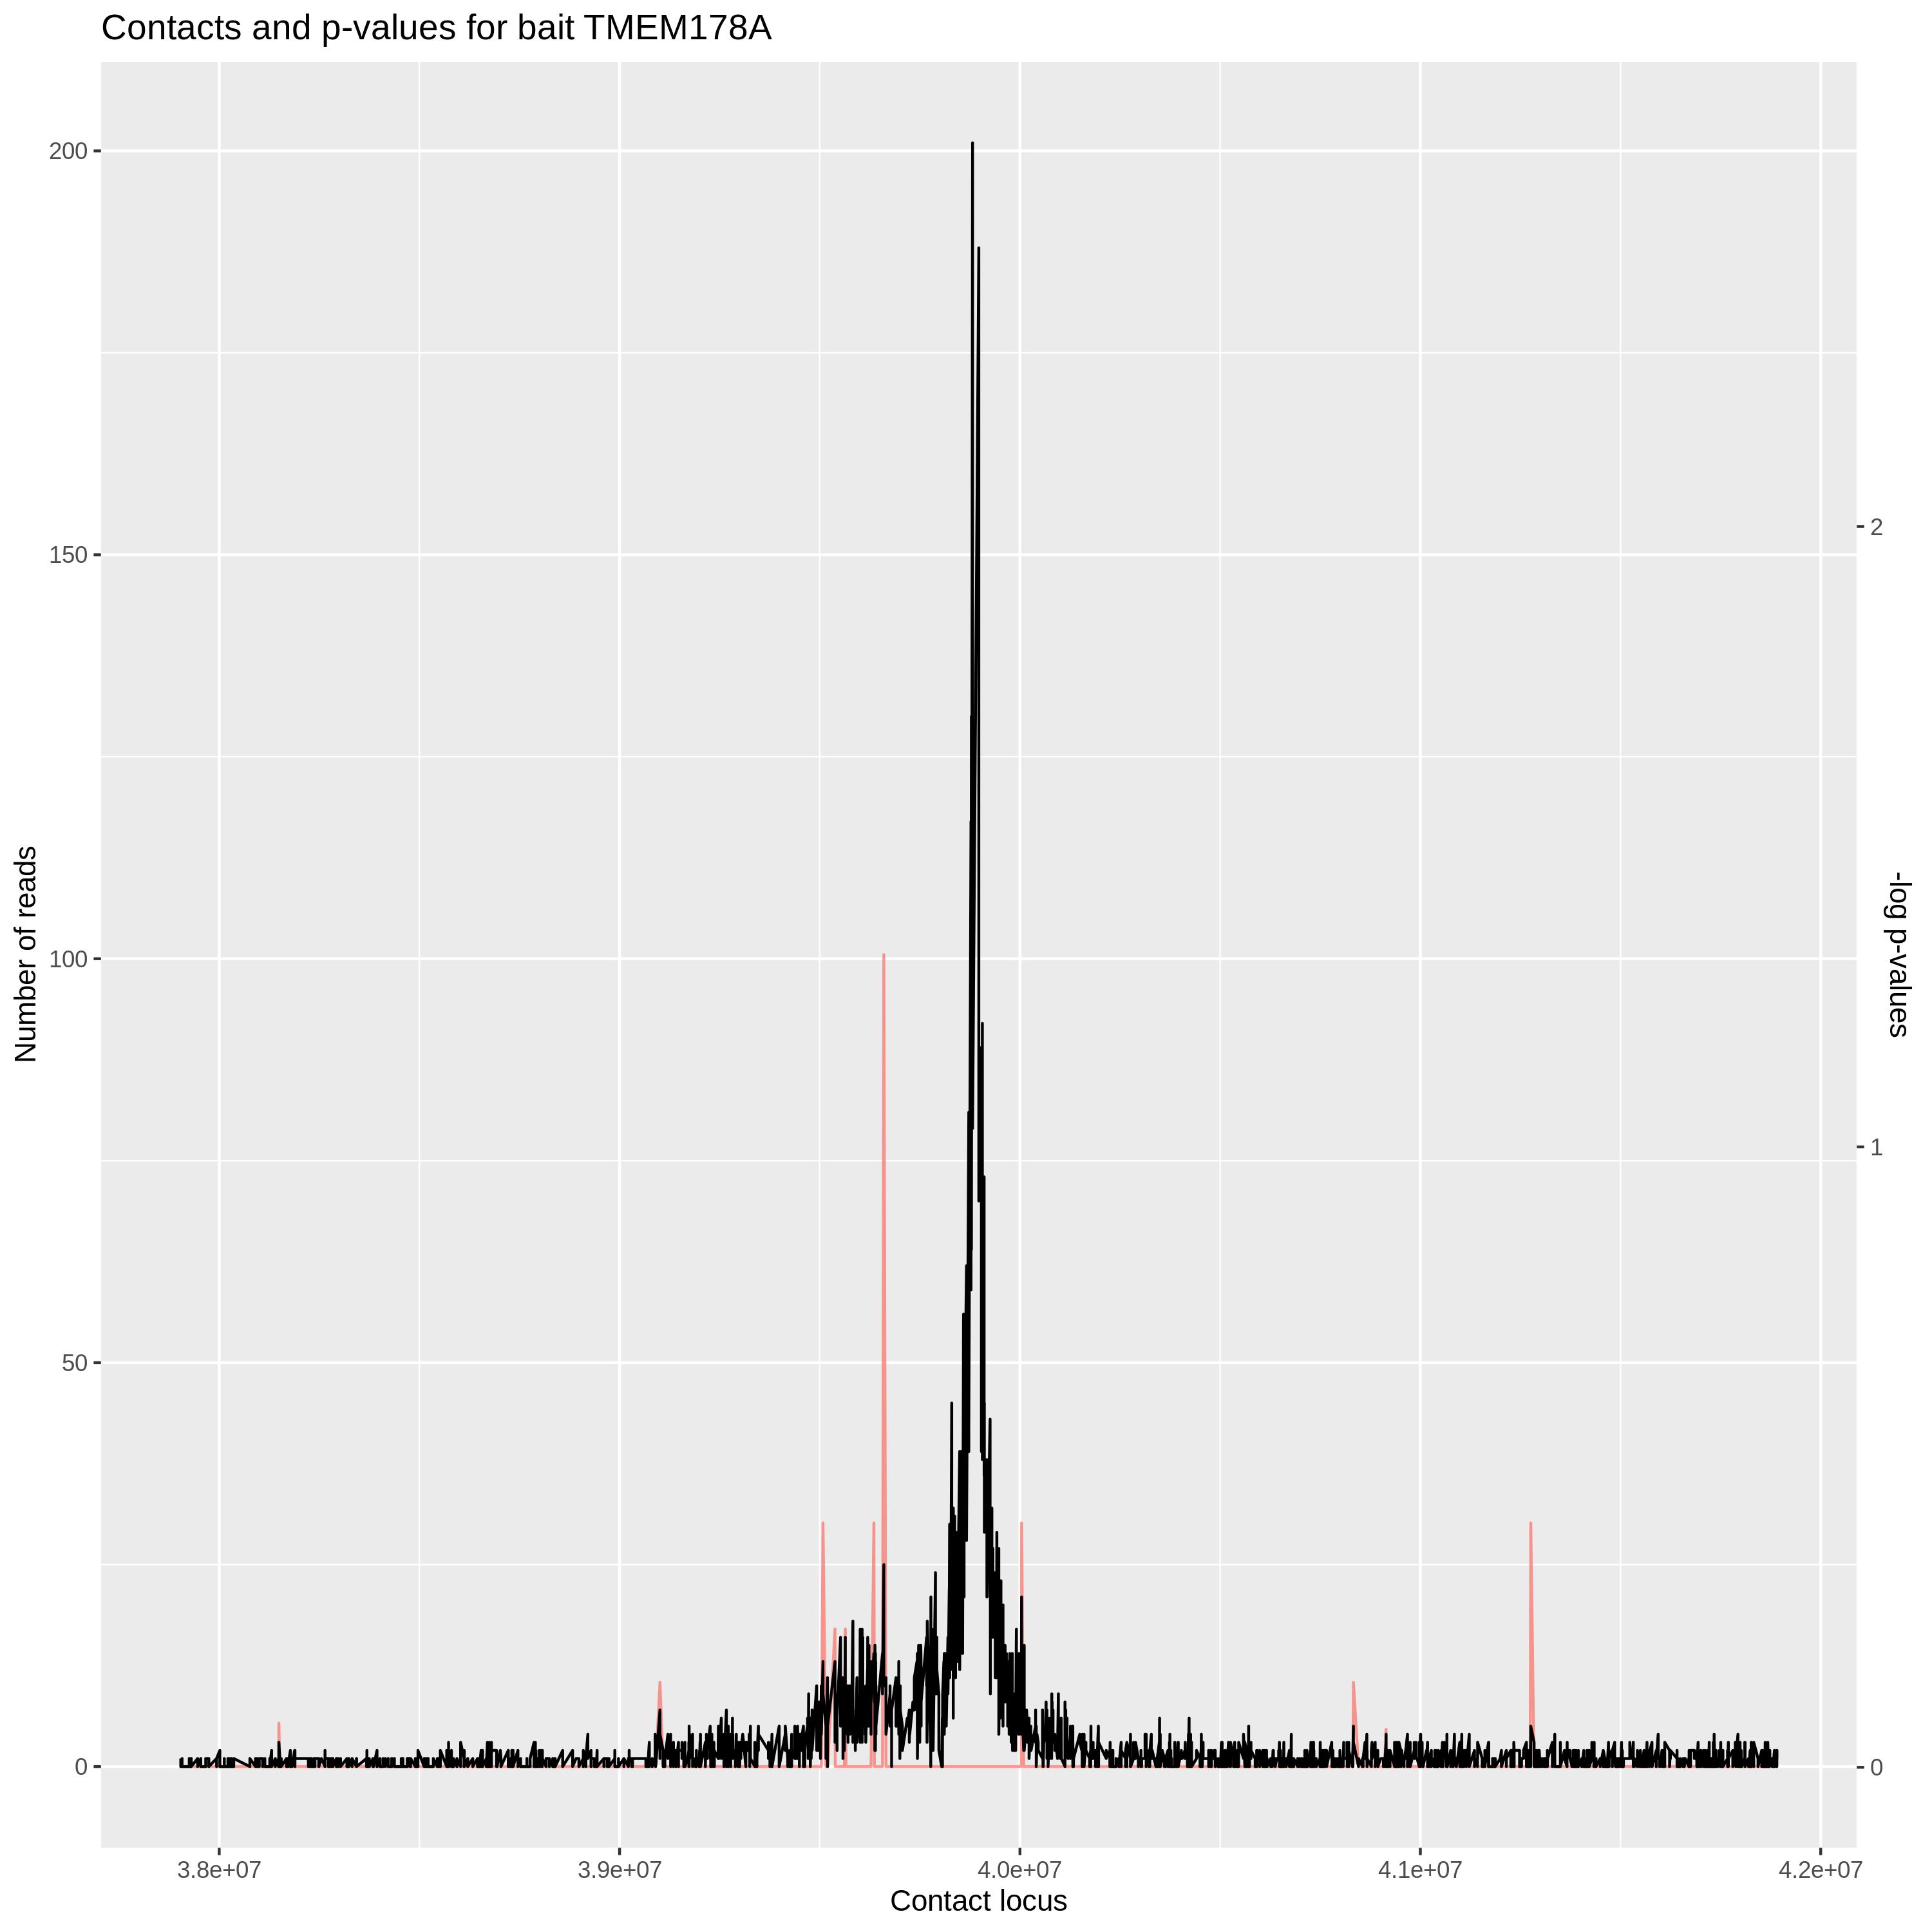 Contacts and p-values for bait TMEM178A
200
150
100
50
0
Number of reads
2
1
0
-log p-values
3.8e+07
3.9e+07
4.0e+07
4.1e+07
4.2e+07
Contact locus